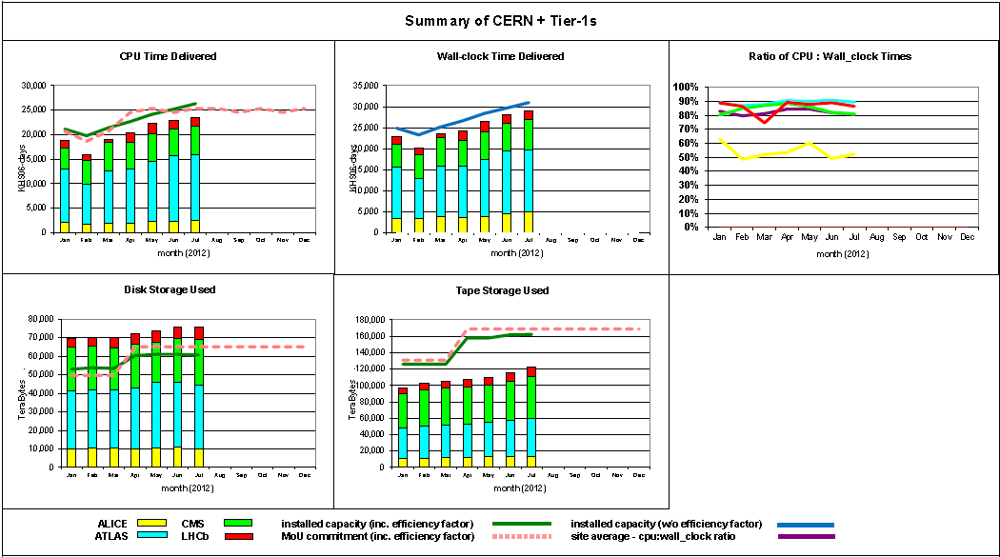 Summary of CERN + Tier-1s
CPU Time Delivered
30,000
25,000
20,000
15,000
10,000
5,000
0
KHS06-days
Jan Feb Mar Apr May Jun Jul Aug Sep Oct Nov Dec
month (2012)
Wall-clock Time Delivered
35,000
30,000
25,000
20,000
15,000
10,000
5,000
0
KHS06-days
Jan Feb Mar Apr May Jun Jul Aug Sep Oct Nov Dec
month (2012)
Ratio of CPU : Wall_clock Times
100%
90%
80%
70%
60%
50%
40%
30%
20%
10%
0%
Jan Feb Mar Apr May Jun Jul Aug Sep Oct Nov Dec
month (2012)
Disk Storage Used
80,000
70,000
60,000
50,000
40,000
30,000
20,000
10,000
0
TeraBytes
Jan Feb Mar Apr May Jun Jul Aug Sep Oct Nov Dec
month (2012)
Tape Storage Used
180,000
160,000
140,000
120,000
100,000
80,000
60,000
40,000
20,000
0
TeraBytes
Jan Feb Mar Apr May Jun Jul Aug Sep Oct Nov Dec
month (2012)
ALICE CMS installed capacity (inc. efficiency factor) installed capacity (w/o efficiency factor)
ATLAS LHCb MoU commitment (inc. efficiency factor) site average - cpu:wall_clock ratio